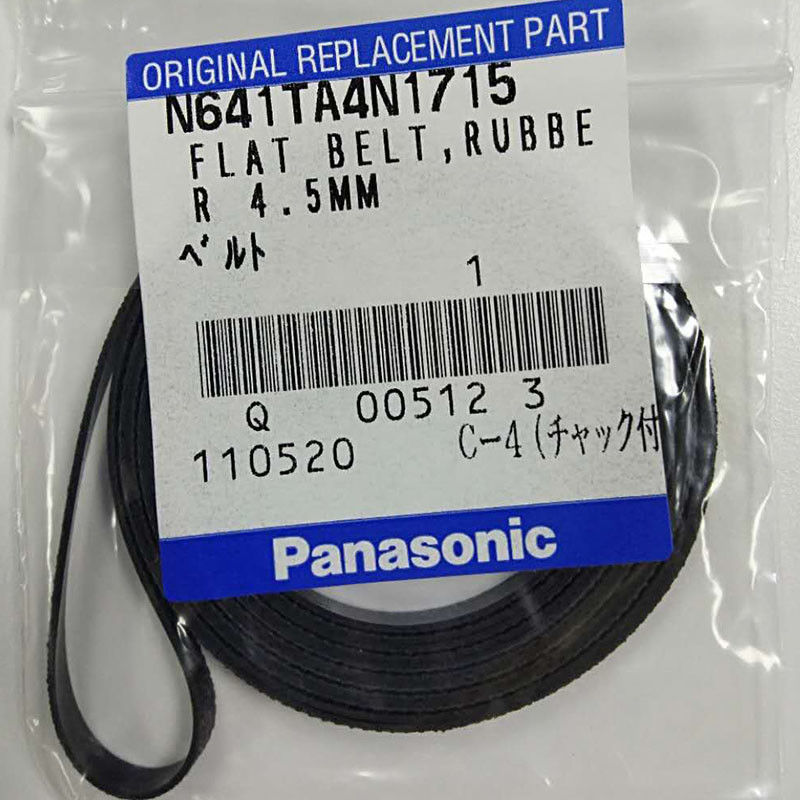 ORIGINAL REPLACEMENT PART
N641TA4N1715
FLAT BELT,RUBBE
R 4.5MM
ベルト
1
Q 00512 3
110520 C-4(チャック付
Panasonic